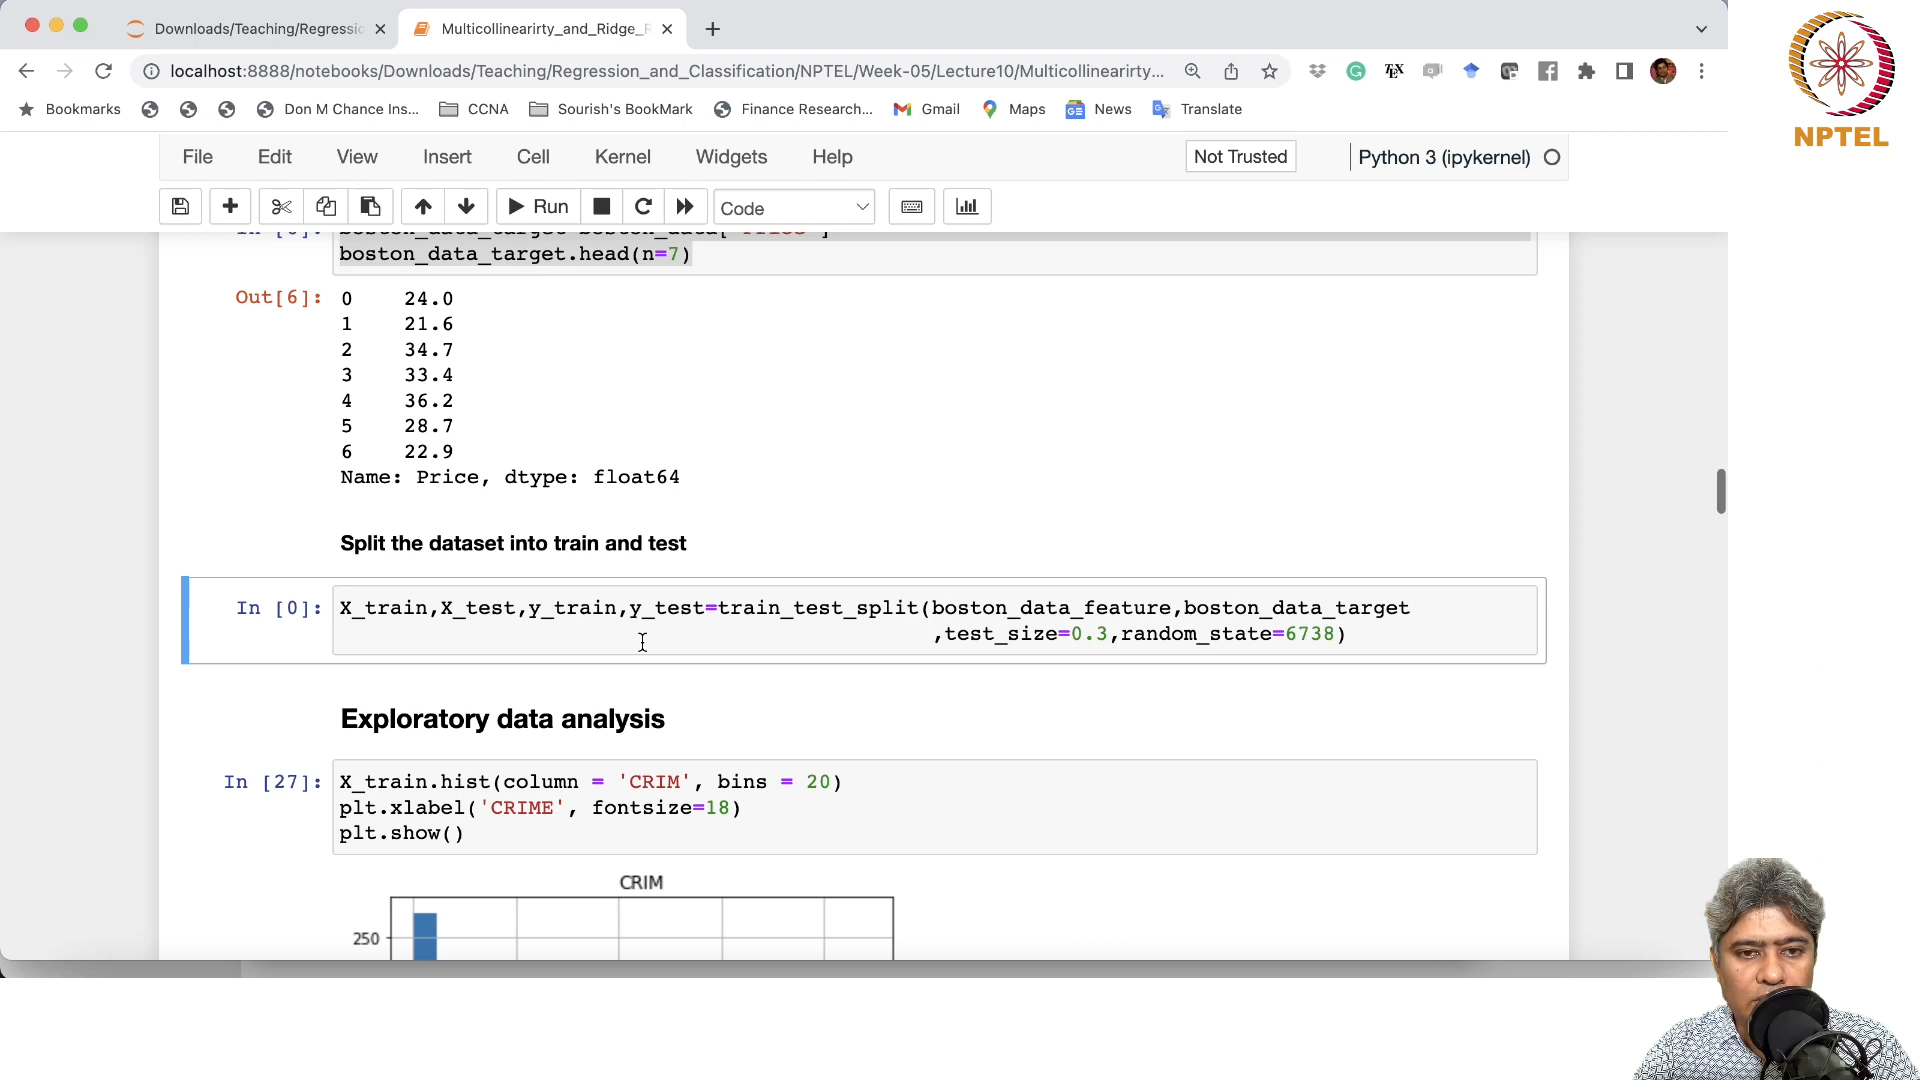 Downloads/Teaching/Regressio
Multicollinearirty_and_Ridge_R
localhost:8888/notebooks/Downloads/Teaching/Regression_and_Classification/NPTEL/Week-05/Lecture10/Multicollinearirty...
Bookmarks
Don M Chance Ins...
CCNA
Sourish's BookMark
Finance Research...
Gmail
Maps
News
Translate
NPTEL
File
Edit
View
Insert
Cell
Kernel
Widgets
Help
Not Trusted
Python 3 (ipykernel)
Run
Code
boston_data_target.head(n=7)
Out[6]:
0 24.0
1 21.6
2 34.7
3 33.4
4 36.2
5 28.7
6 22.9
Name: Price, dtype: float64
Split the dataset into train and test
In [0]: X_train,X_test,y_train,y_test=train_test_split(boston_data_feature,boston_data_target
,test_size=0.3,random_state=6738)
Exploratory data analysis
In [27]: X_train.hist(column = 'CRIM', bins = 20)
plt.xlabel('CRIME', fontsize=18)
plt.show()
CRIM
250